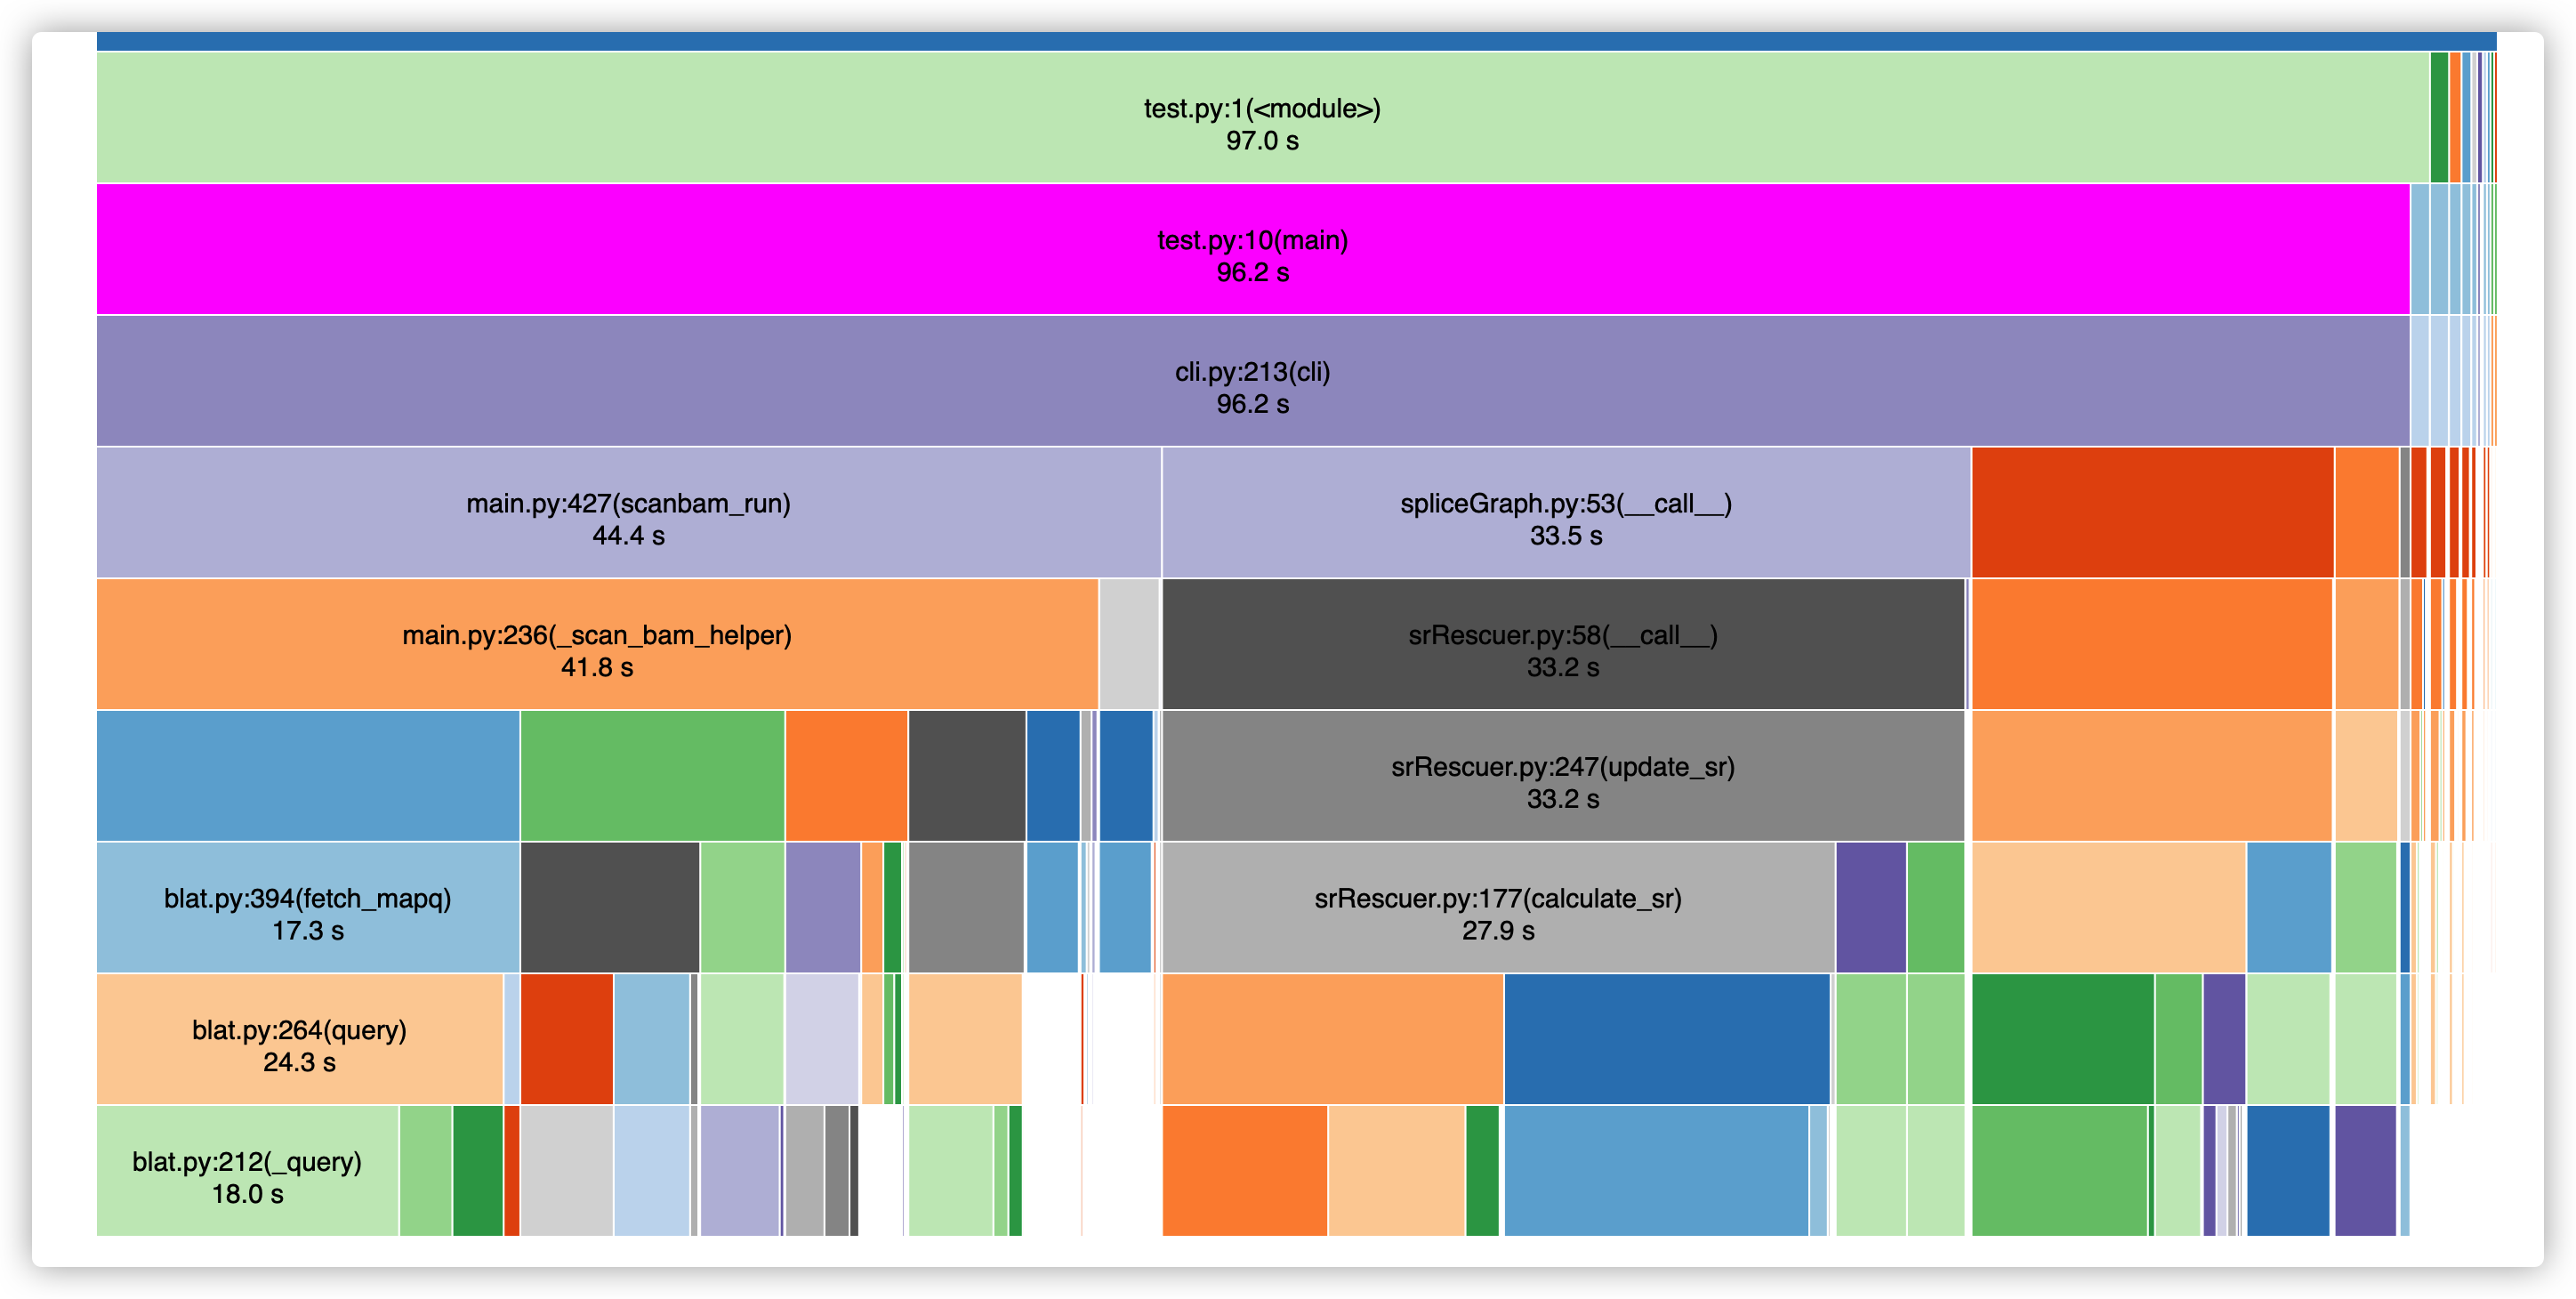 test.py:1(<module>)
97.0 s
test.py:10(main)
96.2 s
cli.py:213(cli)
96.2 s
main.py:427(scanbam_run)
44.4 s
spliceGraph.py:53(__call__)
33.5 s
main.py:236(_scan_bam_helper)
41.8 s
srRescuer.py:58(__call__)
33.2 s
srRescuer.py:247(update_sr)
33.2 s
blat.py:394(fetch_mapq)
17.3 s
srRescuer.py:177(calculate_sr)
27.9 s
blat.py:264(query)
24.3 s
blat.py:212(_query)
18.0 s